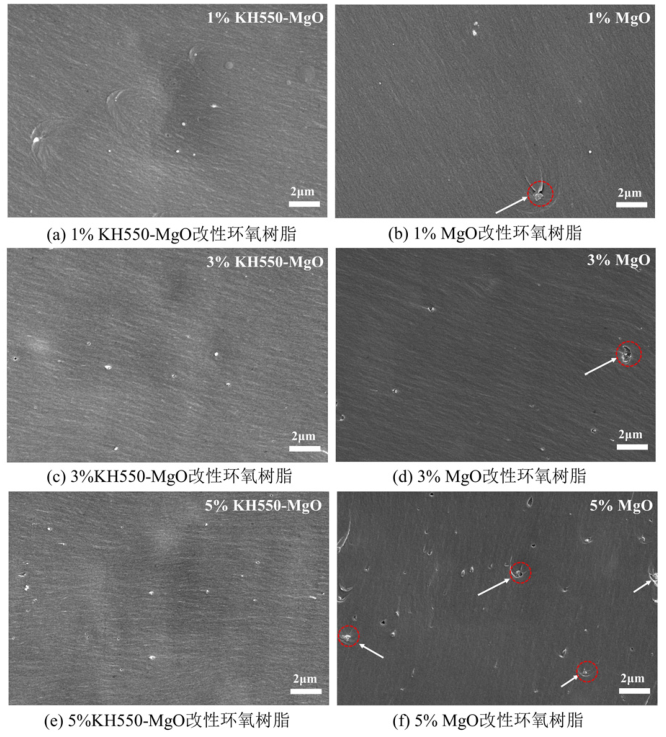 1% KH550-MgO
1% MgO
2μm
2μm
(a) 1% KH550-MgO改性环氧树脂
(b) 1% MgO改性环氧树脂
3% KH550-MgO
3% MgO
2μm
2μm
(c) 3%KH550-MgO改性环氧树脂
(d) 3% MgO改性环氧树脂
5% KH550-MgO
5% MgO
2μm
2μm
(e) 5%KH550-MgO改性环氧树脂
(f) 5% MgO改性环氧树脂